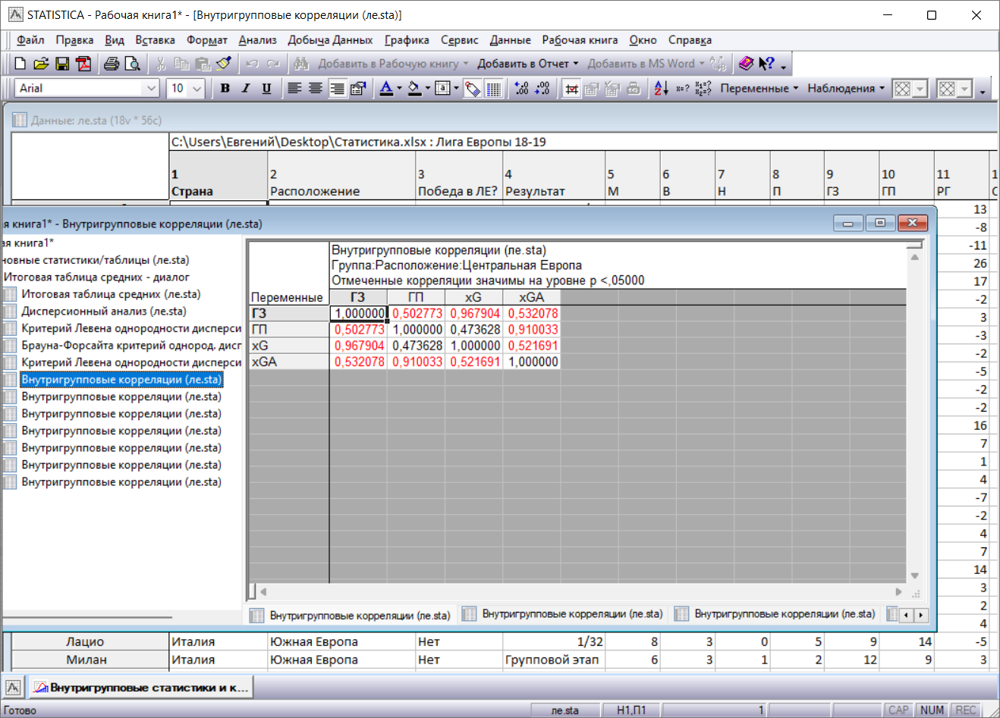 STATISTICA - Рабочая книга1* - [Внутригрупповые корреляции (ле.sta)]
Файл Правка Вид Вставка Формат Анализ Добыча Данных Графика Сервис Данные Рабочая книга Окно Справка
Добавить в Рабочую книгу Добавить в Отчет Добавить в MS Word
Arial 10 B I U Переменные Наблюдения
Данные: ле.sta (18v * 56c)
C:\Users\Евгений\Desktop\Статистика.xlsx : Лига Европы 18-19
1 2 3 4 5 6 7 8 9 10 11
Страна Расположение Победа в ЛЕ? Результат М В Н П ГЗ ГП РГ
13
-8
-11
26
17
-2
3
-3
-2
-5
-2
-2
16
7
1
4
-7
-2
4
7
14
3
2
4
я книга1* - Внутригрупповые корреляции (ле.sta)
ая книга1*
новные статистики/таблицы (ле.sta)
Итоговая таблица средних - диалог
Итоговая таблица средних (ле.sta)
Дисперсионный анализ (ле.sta)
Критерий Левена однородности дисперси
Брауна-Форсайта критерий однород. дисп
Критерий Левена однородности дисперси
Внутригрупповые корреляции (ле.sta)
Внутригрупповые корреляции (ле.sta)
Внутригрупповые корреляции (ле.sta)
Внутригрупповые корреляции (ле.sta)
Внутригрупповые корреляции (ле.sta)
Внутригрупповые корреляции (ле.sta)
Внутригрупповые корреляции (ле.sta)
Внутригрупповые корреляции (ле.sta)
Группа:Расположение:Центральная Европа
Отмеченные корреляции значимы на уровне p <,05000
Переменные ГЗ ГП xG xGA
ГЗ 1,000000 0,502773 0,967904 0,532078
ГП 0,502773 1,000000 0,473628 0,910033
xG 0,967904 0,473628 1,000000 0,521691
xGA 0,532078 0,910033 0,521691 1,000000
Внутригрупповые корреляции (ле.sta) Внутригрупповые корреляции (ле.sta) Внутригрупповые корреляции (ле.sta)
Лацио Италия Южная Европа Нет 1/32 8 3 0 5 9 14 -5
Милан Италия Южная Европа Нет Групповой этап 6 3 1 2 12 9 3
Внутригрупповые статистики и к...
Готово ле.sta Н1,П1 1 CAP NUM REC